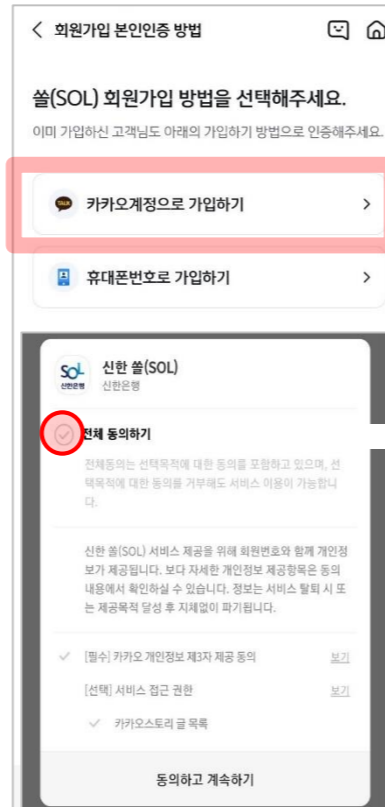 회원가입 본인인증 방법
쏠(SOL) 회원가입 방법을 선택해주세요.
이미 가입하신 고객님도 아래의 가입하기 방법으로 인증해주세요.
TALK 카카오계정으로 가입하기
휴대폰번호로 가입하기
SOL 신한 쏠(SOL)
신한은행 신한은행
전체 동의하기
전체동의는 선택목적에 대한 동의를 포함하고 있으며, 선
택목적에 대한 동의를 거부해도 서비스 이용이 가능합니
다.
신한 쏠(SOL) 서비스 제공을 위해 회원번호와 함께 개인정
보가 제공됩니다. 보다 자세한 개인정보 제공항목은 동의
내용에서 확인하실 수 있습니다. 정보는 서비스 탈퇴 시 또
는 제공목적 달성 후 지체없이 파기됩니다.
[필수] 카카오 개인정보 제3자 제공 동의 보기
[선택] 서비스 접근 권한 보기
카카오스토리 글 목록
동의하고 계속하기